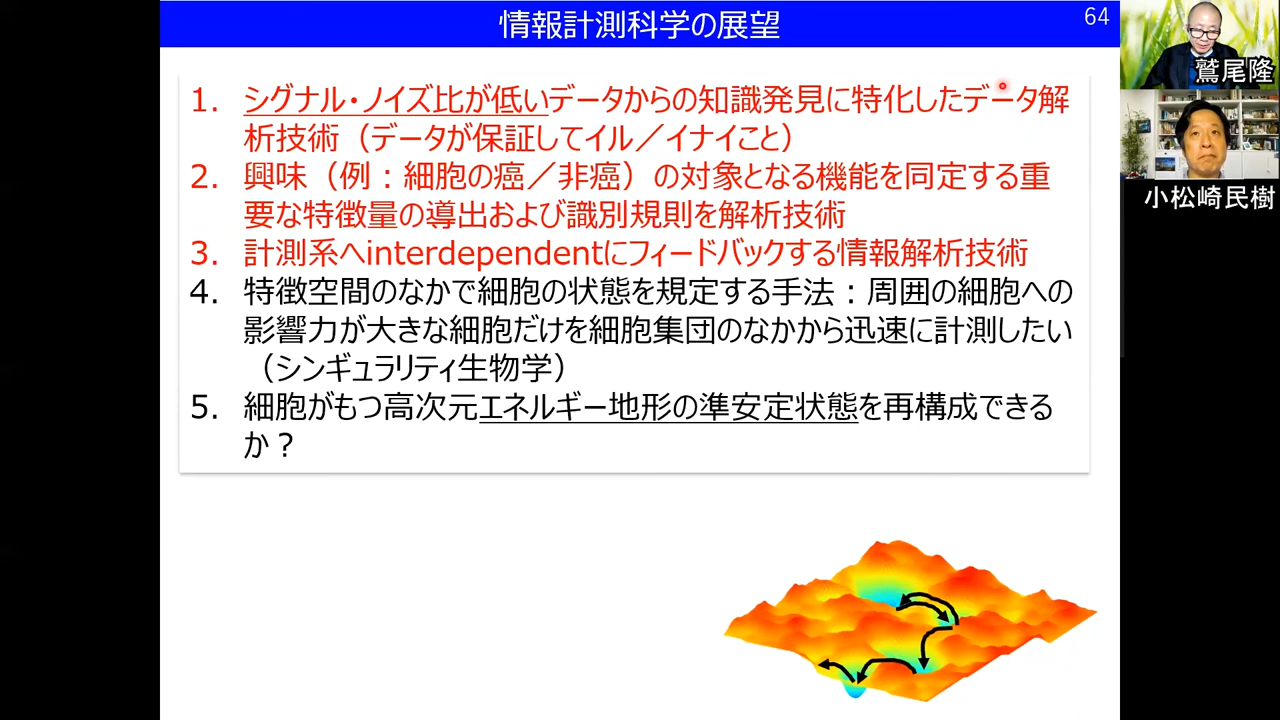 情報計測科学の展望
64
1. シグナル・ノイズ比が低いデータからの知識発見に特化したデータ解
析技術（データが保証してイル／イナイこと）
2. 興味（例：細胞の癌／非癌）の対象となる機能を同定する重
要な特徴量の導出および識別規則を解析技術
3. 計測系へinterdependentにフィードバックする情報解析技術
4. 特徴空間のなかで細胞の状態を規定する手法：周囲の細胞への
影響力が大きな細胞だけを細胞集団のなかから迅速に計測したい
（シンギュラリティ生物学）
5. 細胞がもつ高次元エネルギー地形の準安定状態を再構成できる
か？
鷲尾隆
小松崎民樹